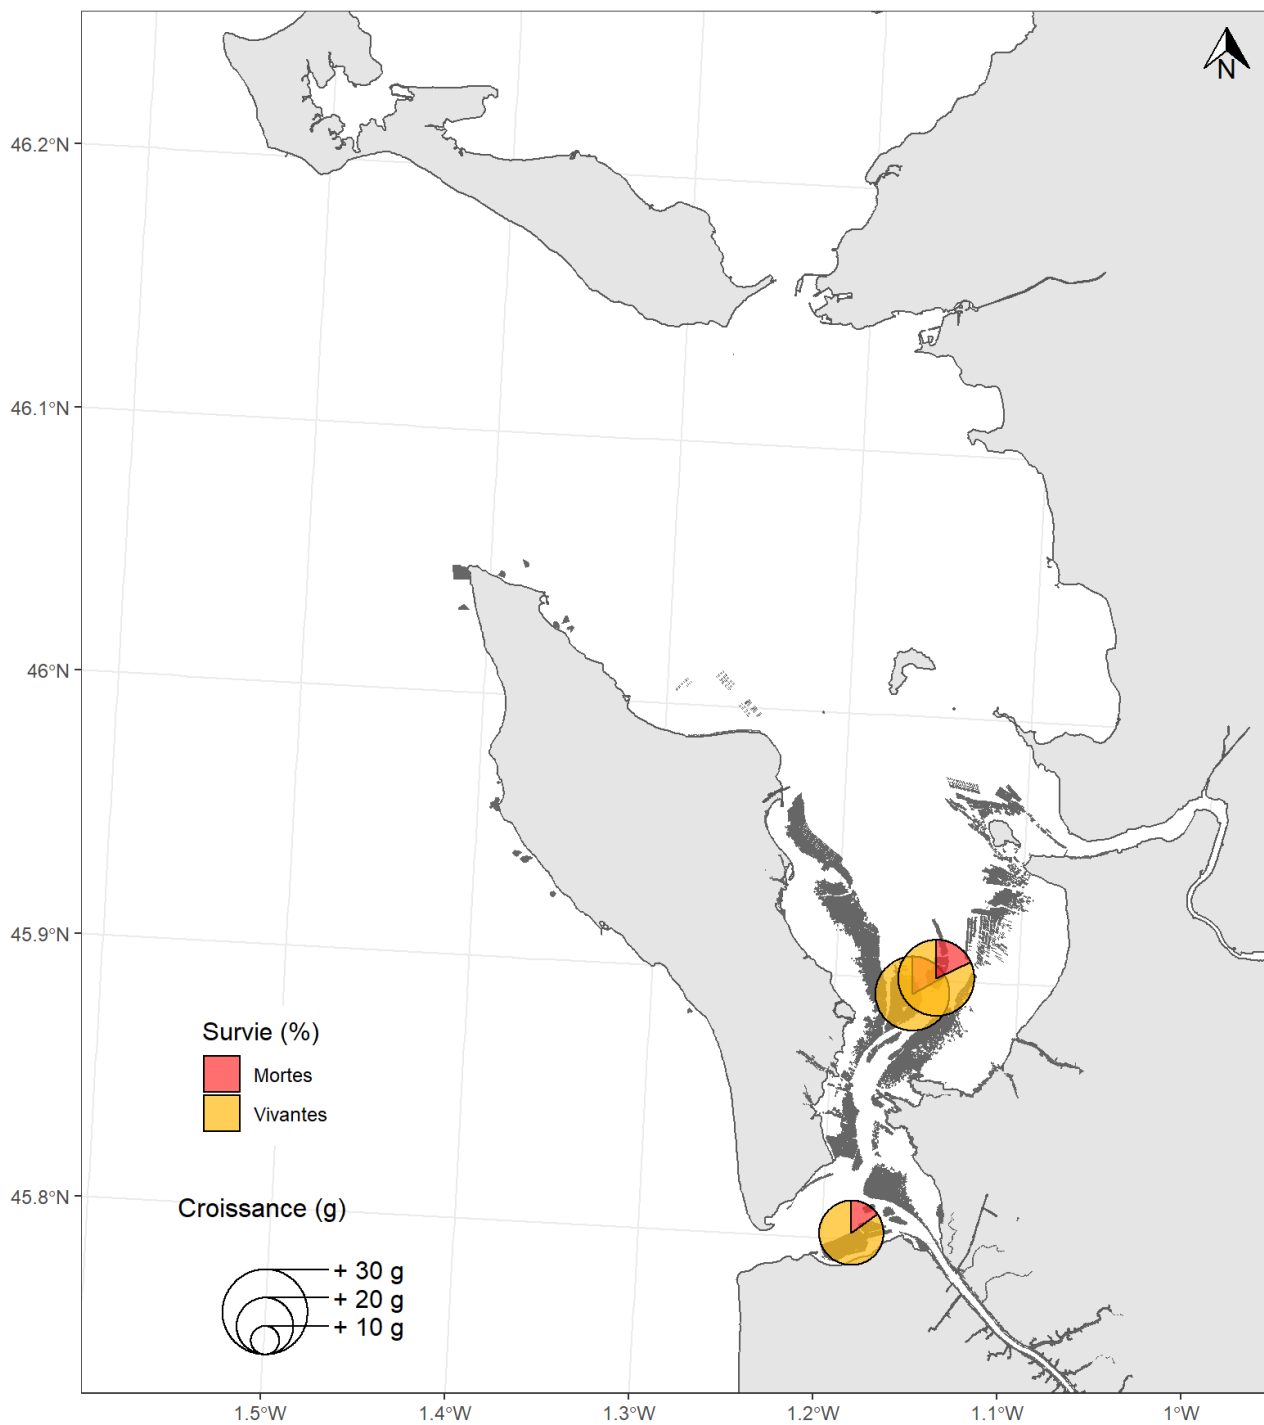 N
46.2°N
46.1°N
46°N
45.9°N
45.8°N
Survie (%)
Mortes
Vivantes
Croissance (g)
+ 30 g
+ 20 g
+ 10 g
1.5°W
1.4°W
1.3°W
1.2°W
1.1°W
1°W